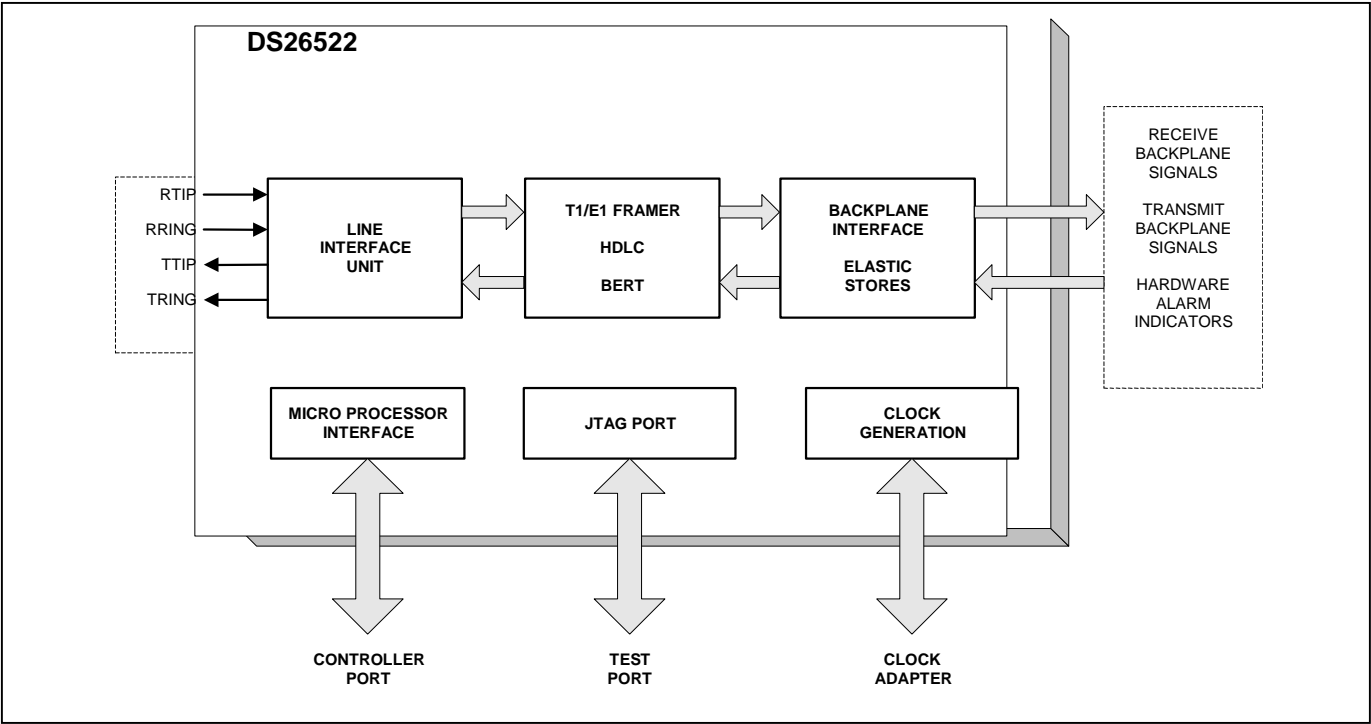 DS26522
RTIP
RRING
TTIP
TRING
LINE
INTERFACE
UNIT
T1/E1 FRAMER
HDLC
BERT
BACKPLANE
INTERFACE
ELASTIC
STORES
RECEIVE
BACKPLANE
SIGNALS
TRANSMIT
BACKPLANE
SIGNALS
HARDWARE
ALARM
INDICATORS
MICRO PROCESSOR
INTERFACE
JTAG PORT
CLOCK
GENERATION
CONTROLLER
PORT
TEST
PORT
CLOCK
ADAPTER